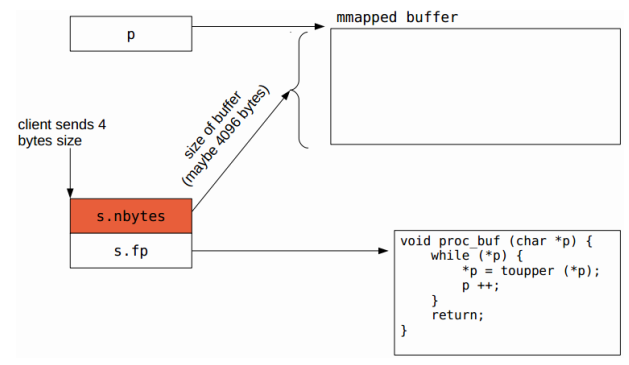 mmapped buffer
p
size of buffer
(maybe 4096 bytes)
client sends 4
bytes size
s.nbytes
s.fp
void proc_buf (char *p) {
    while (*p) {
        *p = toupper (*p);
        p ++;
    }
    return;
}